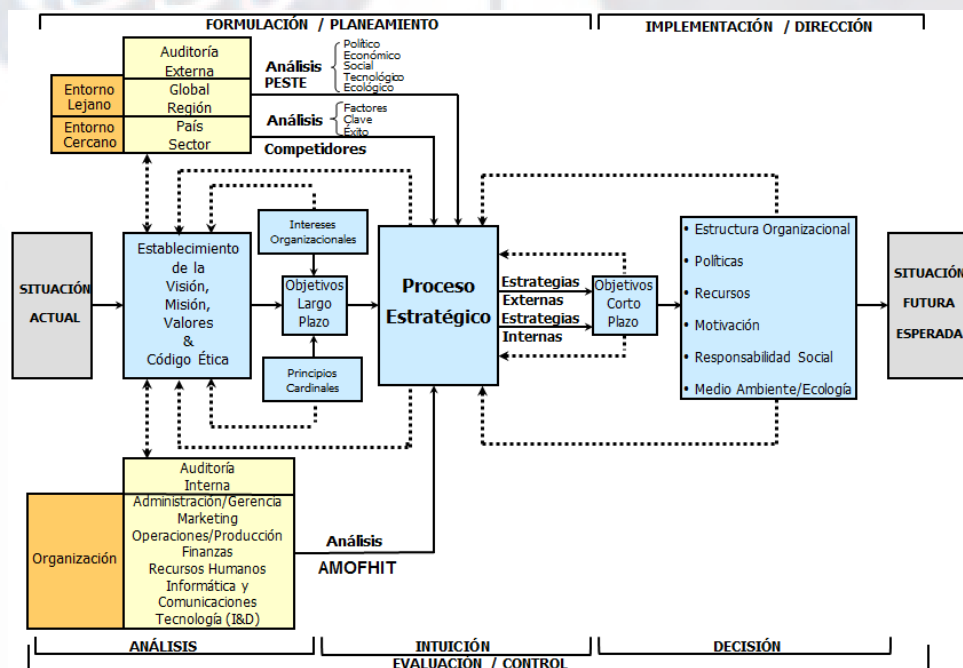 FORMULACIÓN / PLANEAMIENTO
IMPLEMENTACIÓN / DIRECCIÓN
Auditoría
Externa
Entorno
Lejano
Global
Región
Entorno
Cercano
País
Sector
Análisis
PESTE
Político
Económico
Social
Tecnológico
Ecológico
Análisis
Competidores
Factores
Clave
Éxito
SITUACIÓN
ACTUAL
Establecimiento
de la
Visión,
Misión,
Valores
&
Código Ética
Intereses
Organizacionales
Objetivos
Largo
Plazo
Principios
Cardinales
Proceso
Estratégico
Estrategias
Externas
Estrategias
Internas
Objetivos
Corto
Plazo
• Estructura Organizacional
• Políticas
• Recursos
• Motivación
• Responsabilidad Social
• Medio Ambiente/Ecología
SITUACIÓN
FUTURA
ESPERADA
Auditoría
Interna
Organización
Administración/Gerencia
Marketing
Operaciones/Producción
Finanzas
Recursos Humanos
Informática y
Comunicaciones
Tecnología (I&D)
Análisis
AMOFHIT
ANÁLISIS
INTUICIÓN
DECISIÓN
EVALUACIÓN / CONTROL